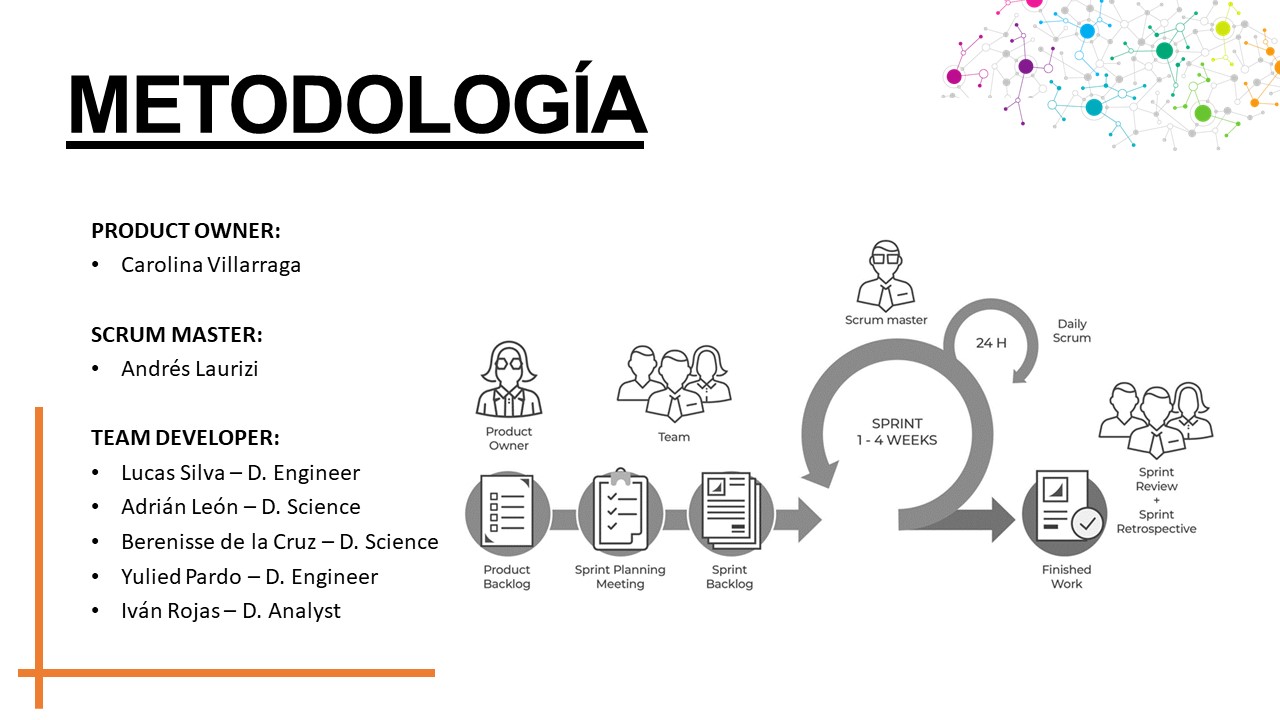 METODOLOGÍA
PRODUCT OWNER:
• Carolina Villarraga
SCRUM MASTER:
• Andrés Laurizi
TEAM DEVELOPER:
• Lucas Silva – D. Engineer
• Adrián León – D. Science
• Berenisse de la Cruz – D. Science
• Yulied Pardo – D. Engineer
• Iván Rojas – D. Analyst
Product
Owner
Team
Scrum master
24 H
Daily
Scrum
SPRINT
1 - 4 WEEKS
Sprint
Review
+
Sprint
Retrospective
Product
Backlog
Sprint Planning
Meeting
Sprint
Backlog
Finished
Work